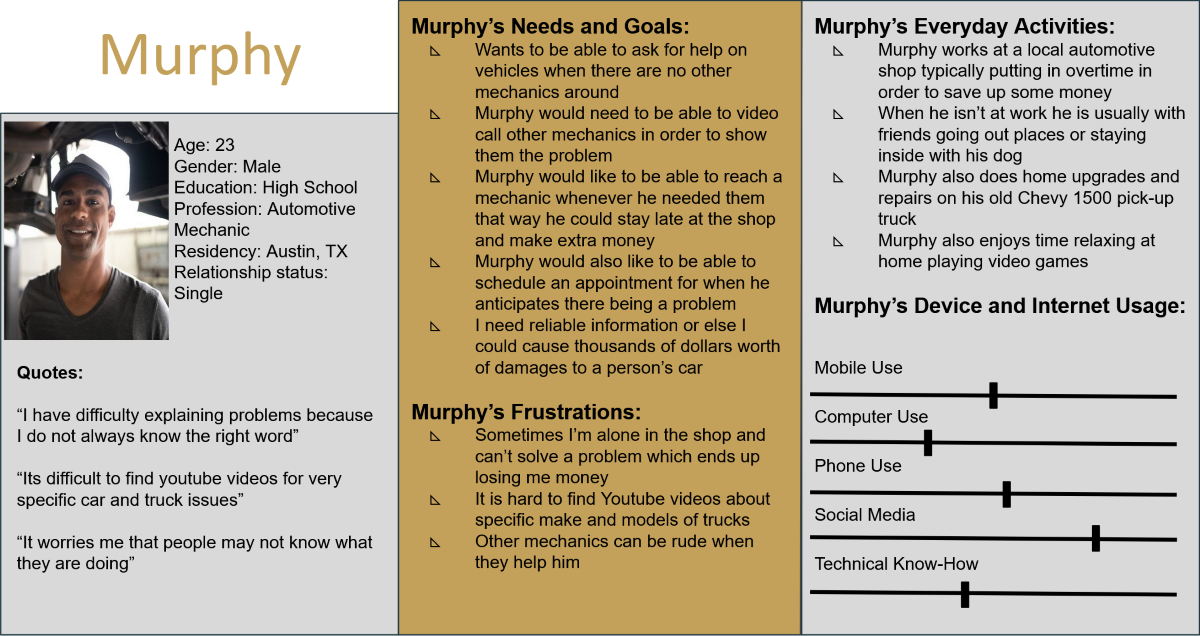 Murphy
Age: 23
Gender: Male
Education: High School
Profession: Automotive
Mechanic
Residency: Austin, TX
Relationship status:
Single
Quotes:
“I have difficulty explaining problems because
I do not always know the right word”
“Its difficult to find youtube videos for very
specific car and truck issues”
“It worries me that people may not know what
they are doing”
Murphy’s Needs and Goals:
Wants to be able to ask for help on
vehicles when there are no other
mechanics around
Murphy would need to be able to video
call other mechanics in order to show
them the problem
Murphy would like to be able to reach a
mechanic whenever he needed them
that way he could stay late at the shop
and make extra money
Murphy would also like to be able to
schedule an appointment for when he
anticipates there being a problem
I need reliable information or else I
could cause thousands of dollars worth
of damages to a person’s car
Murphy’s Frustrations:
Sometimes I’m alone in the shop and
can’t solve a problem which ends up
losing me money
It is hard to find Youtube videos about
specific make and models of trucks
Other mechanics can be rude when
they help him
Murphy’s Everyday Activities:
Murphy works at a local automotive
shop typically putting in overtime in
order to save up some money
When he isn’t at work he is usually with
friends going out places or staying
inside with his dog
Murphy also does home upgrades and
repairs on his old Chevy 1500 pick-up
truck
Murphy also enjoys time relaxing at
home playing video games
Murphy’s Device and Internet Usage:
Mobile Use
Computer Use
Phone Use
Social Media
Technical Know-How